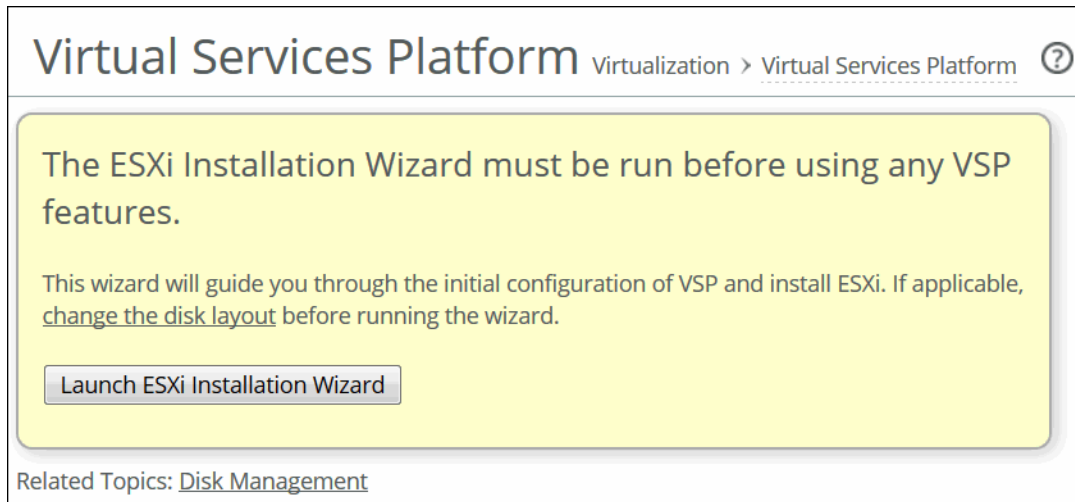 Virtual Services Platform Virtualization > Virtual Services Platform ?
The ESXi Installation Wizard must be run before using any VSP
features.
This wizard will guide you through the initial configuration of VSP and install ESXi. If applicable,
change the disk layout before running the wizard.
Launch ESXi Installation Wizard
Related Topics: Disk Management